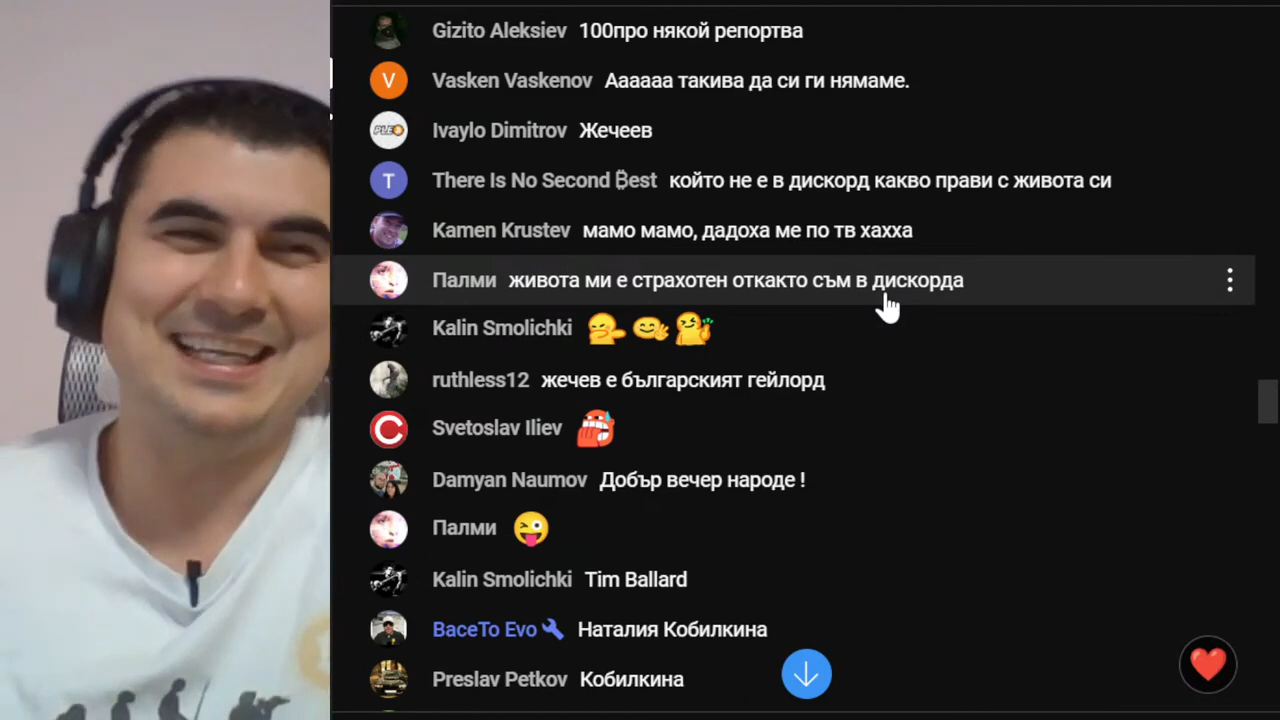 Gizito Aleksiev 100про някой репортва
V Vasken Vaskenov Аааааа такива да си ги нямаме.
PLEB Ivaylo Dimitrov Жечеев
T There Is No Second ₿est който не е в дискорд какво прави с живота си
Kamen Krustev мамо мамо, дадоха ме по тв хахха
Палми живота ми е страхотен откакто съм в дискорда
Kalin Smolichki
ruthless12 жечев е българският гейлорд
Svetoslav Iliev
Damyan Naumov Добър вечер народе !
Палми
Kalin Smolichki Tim Ballard
BaceTo Evo Наталия Кобилкина
Preslav Petkov Кобилкина